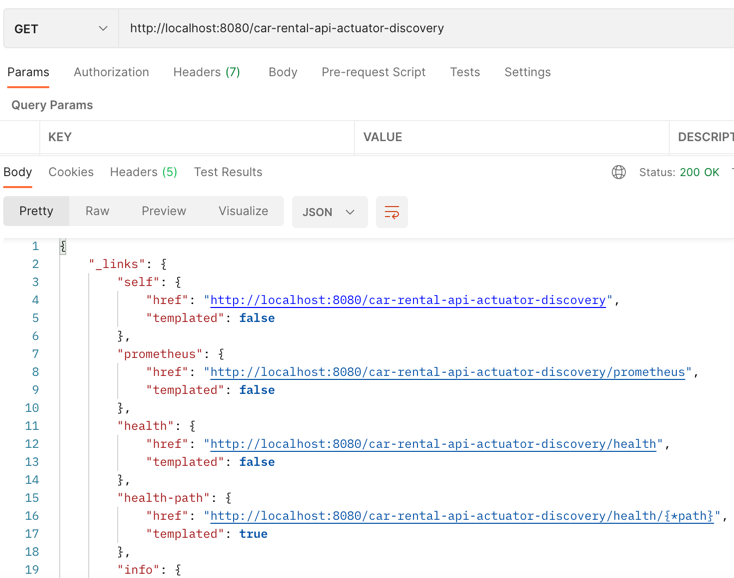 GET http://localhost:8080/car-rental-api-actuator-discovery
Params Authorization Headers (7) Body Pre-request Script Tests Settings
Query Params
KEY VALUE DESCRIPT
Body Cookies Headers (5) Test Results Status: 200 OK
Pretty Raw Preview Visualize JSON
1 {
2 "_links": {
3 "self": {
4 "href": "http://localhost:8080/car-rental-api-actuator-discovery",
5 "templated": false
6 },
7 "prometheus": {
8 "href": "http://localhost:8080/car-rental-api-actuator-discovery/prometheus",
9 "templated": false
10 },
11 "health": {
12 "href": "http://localhost:8080/car-rental-api-actuator-discovery/health",
13 "templated": false
14 },
15 "health-path": {
16 "href": "http://localhost:8080/car-rental-api-actuator-discovery/health/{*path}",
17 "templated": true
18 },
19 "info": {